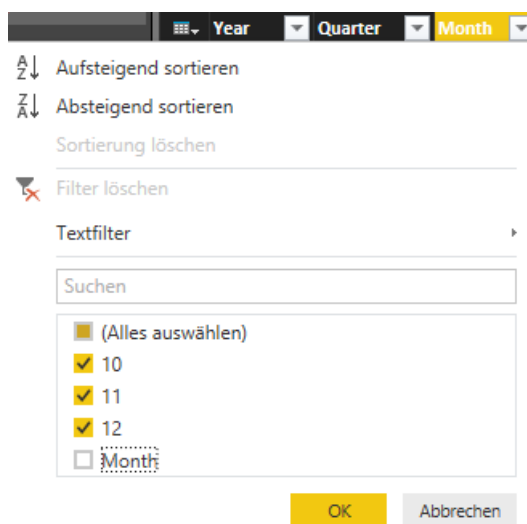 Year Quarter Month
Aufsteigend sortieren
Absteigend sortieren
Sortierung löschen
Filter löschen
Textfilter
Suchen
(Alles auswählen)
10
11
12
Month
OK Abbrechen